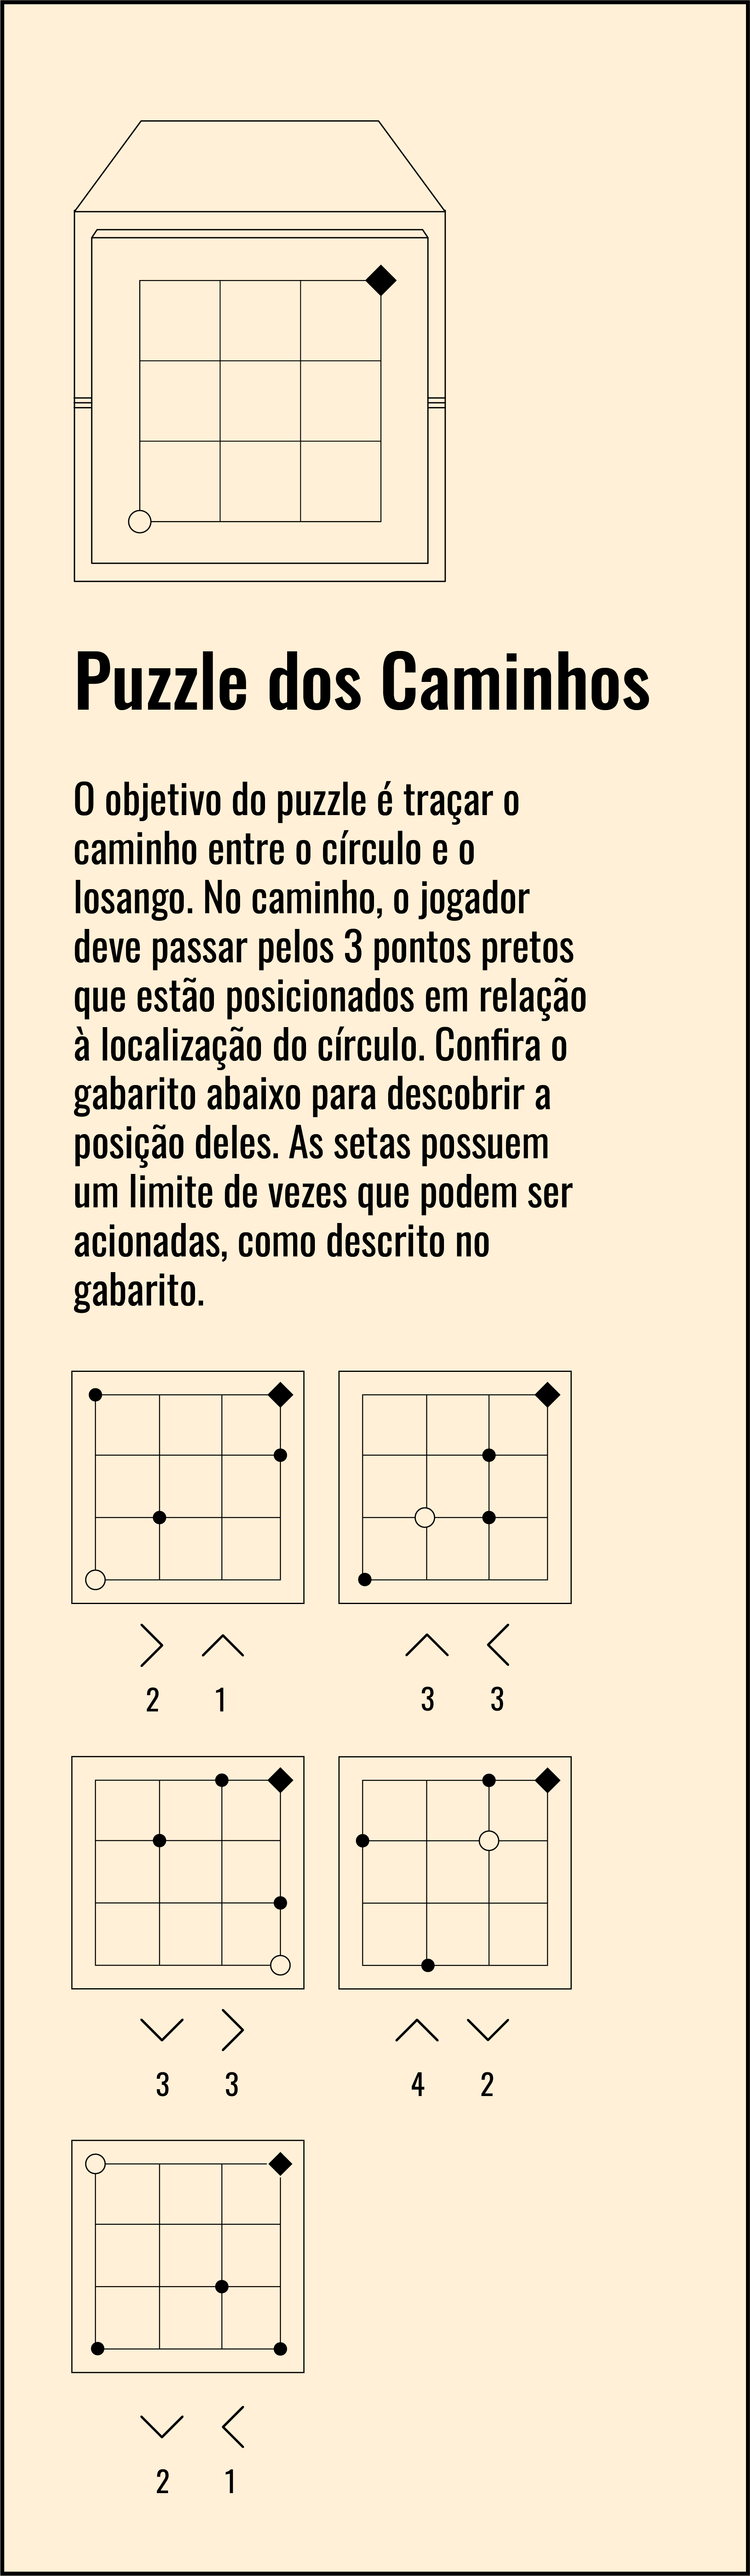 Puzzle dos Caminhos
O objetivo do puzzle é traçar o
caminho entre o círculo e o
losango. No caminho, o jogador
deve passar pelos 3 pontos pretos
que estão posicionados em relação
à localização do círculo. Confira o
gabarito abaixo para descobrir a
posição deles. As setas possuem
um limite de vezes que podem ser
acionadas, como descrito no
gabarito.
2 1 3 3
3 3 4 2
2 1